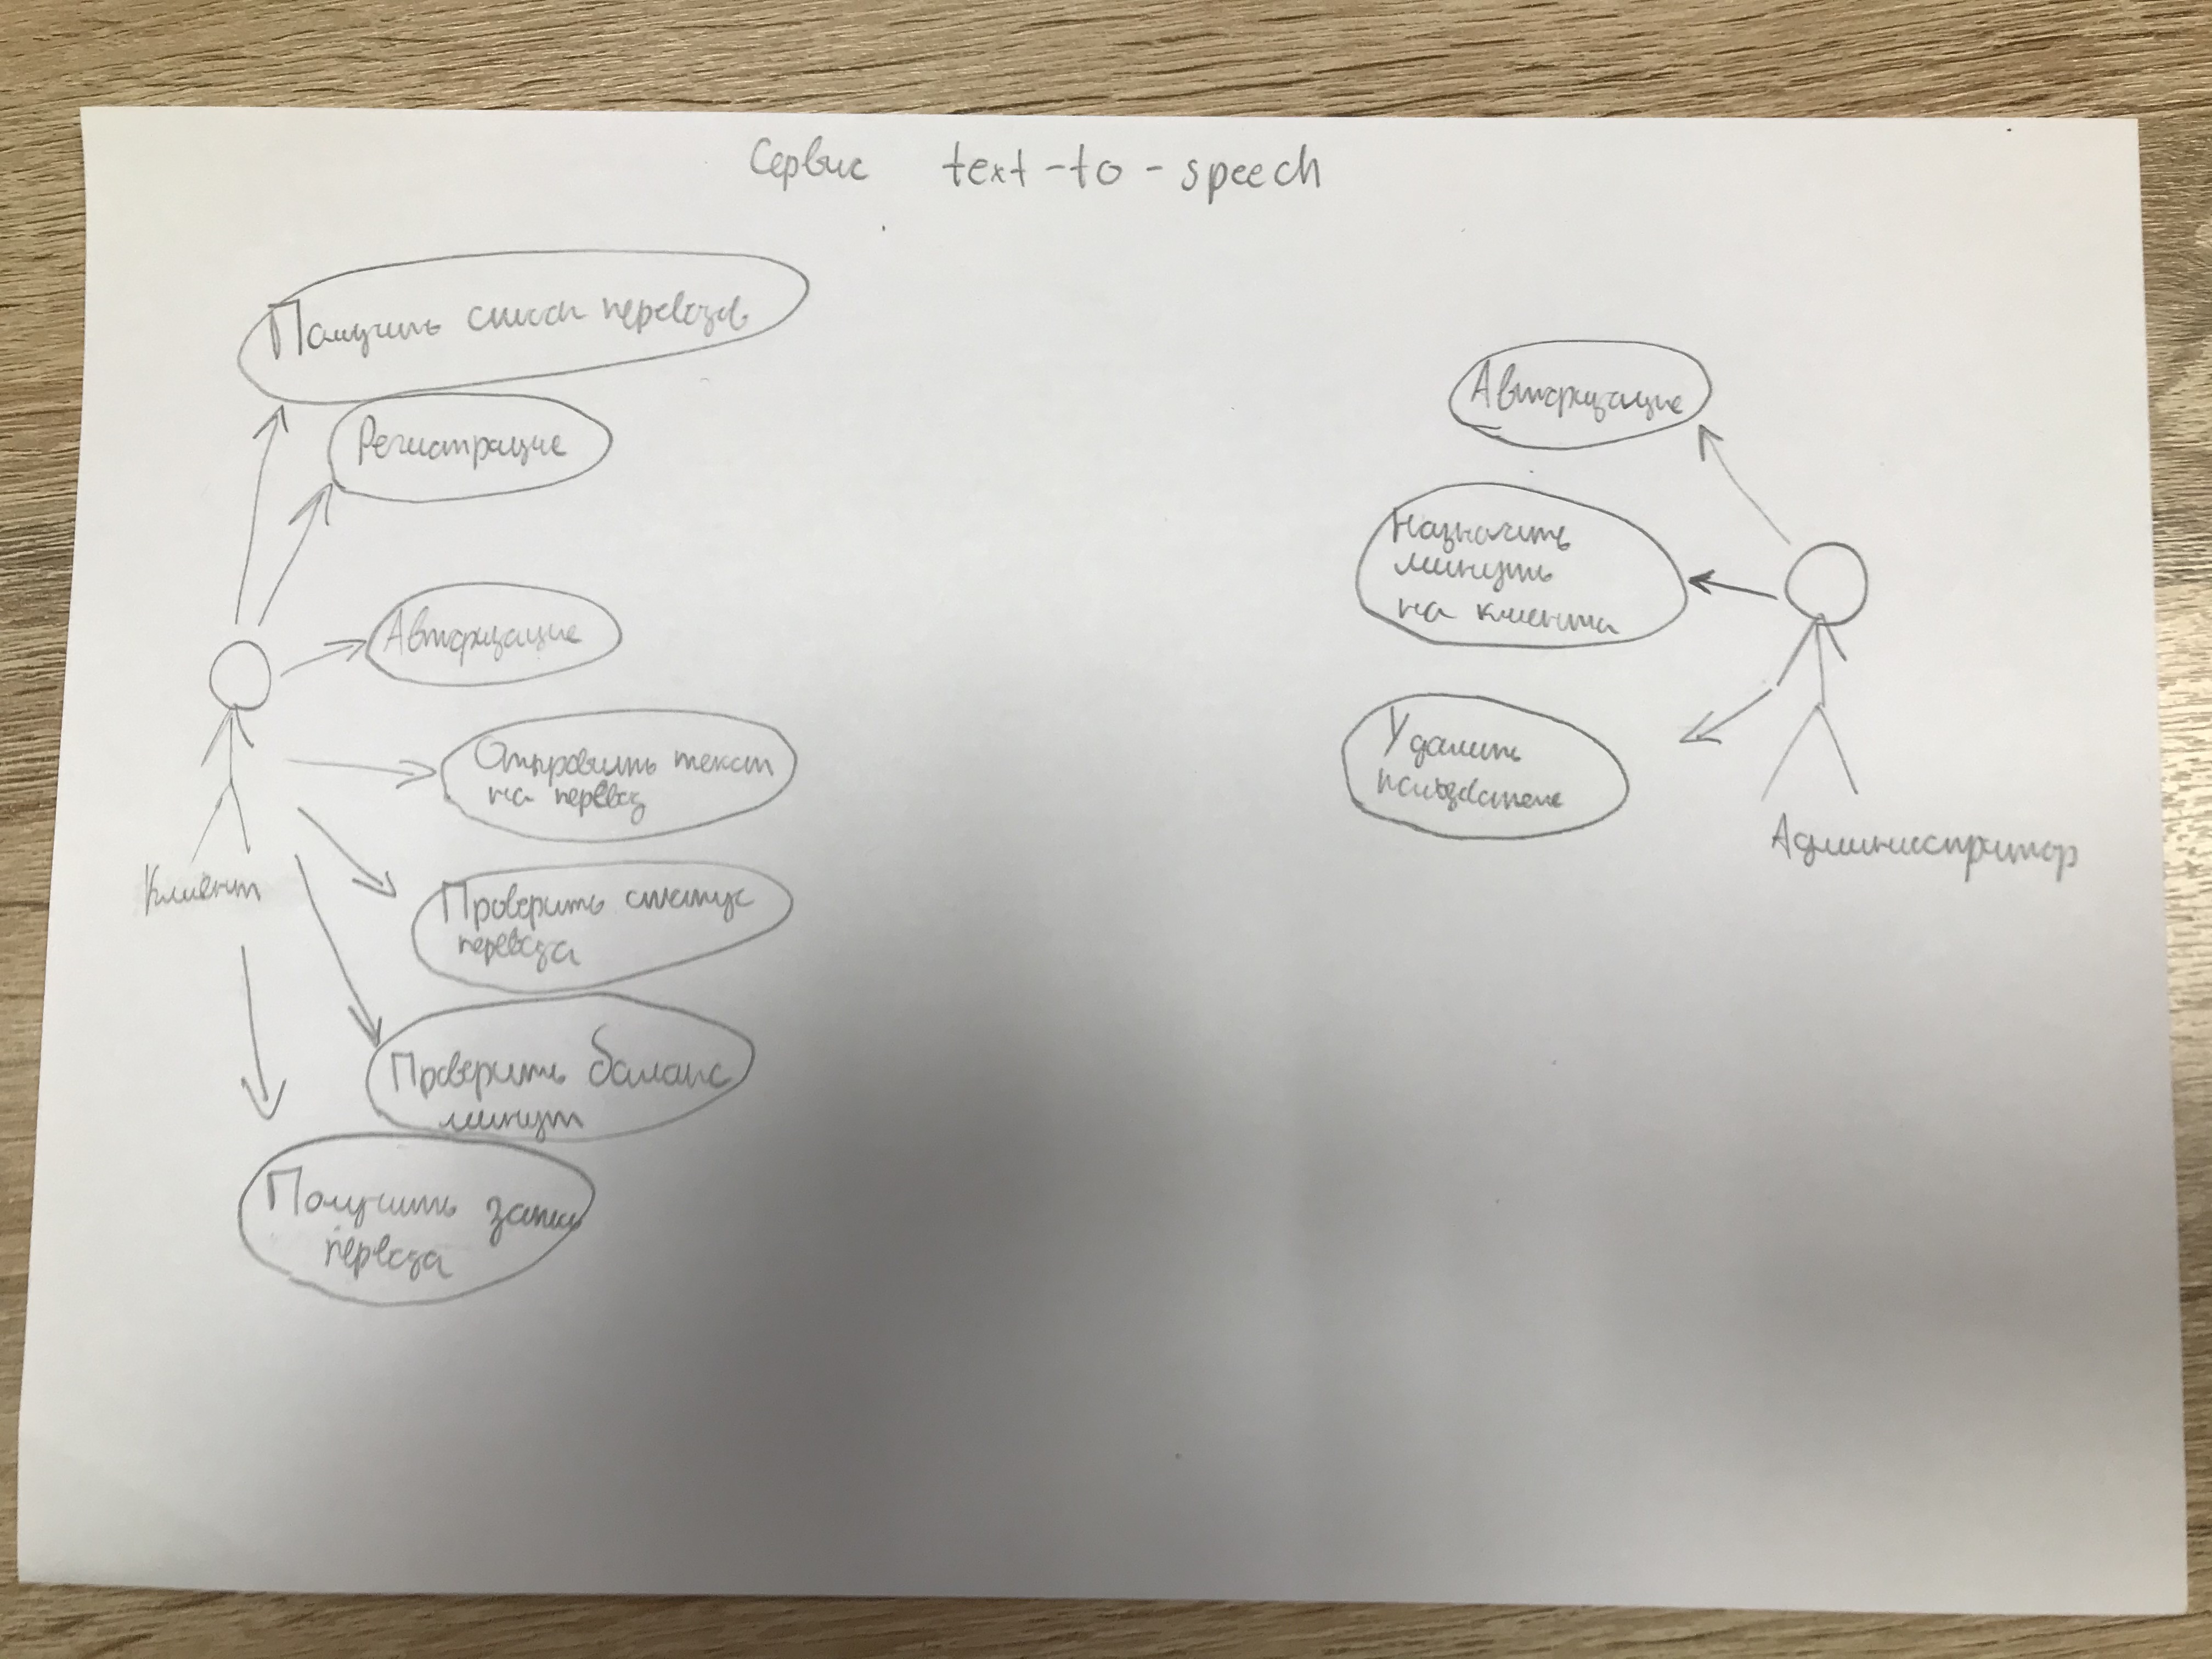 Сервис text-to-speech
Получить список переводов
Регистрация
Авторизация
Отправить текст
на перевод
Проверить статус
перевода
Проверить баланс
минут
Получить запись
перевода
Клиент
Авторизация
Назначить
минуты
на клиента
Удалить
пользователя
Администратор